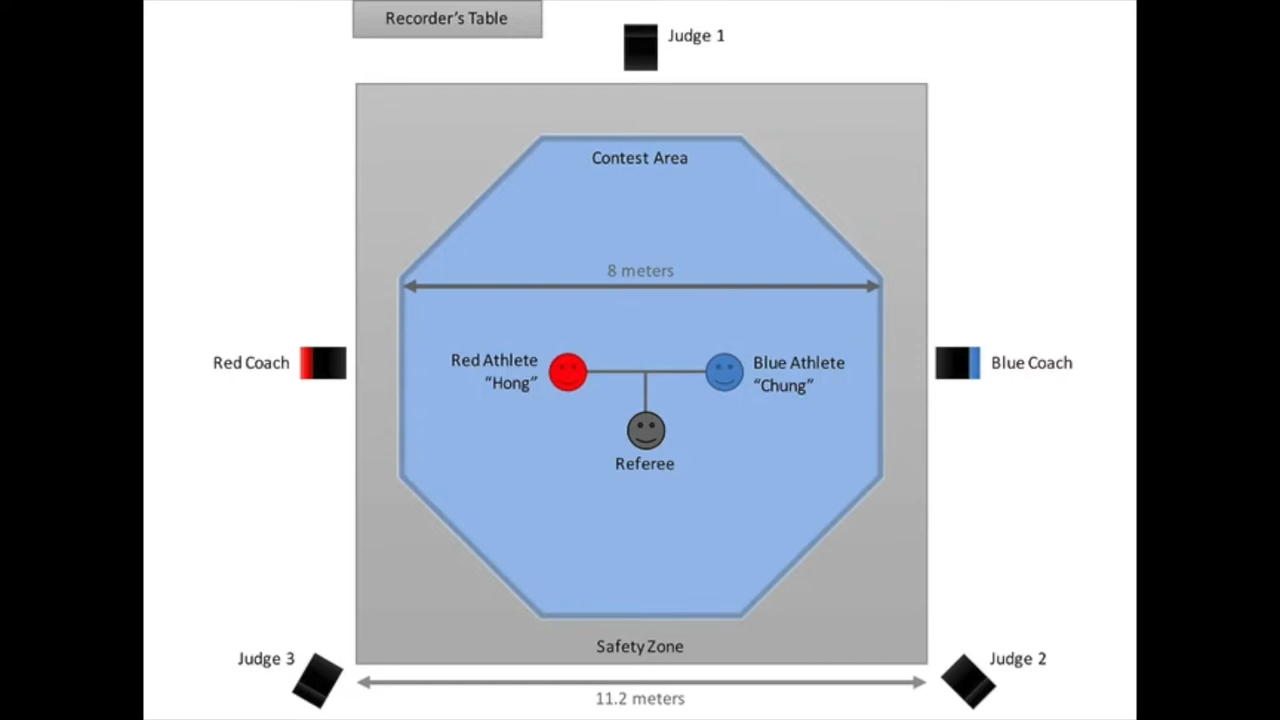 Recorder’s Table
Judge 1
Contest Area
8 meters
Red Coach
Red Athlete
“Hong”
Blue Athlete
“Chung”
Blue Coach
Referee
Safety Zone
Judge 3
Judge 2
11.2 meters